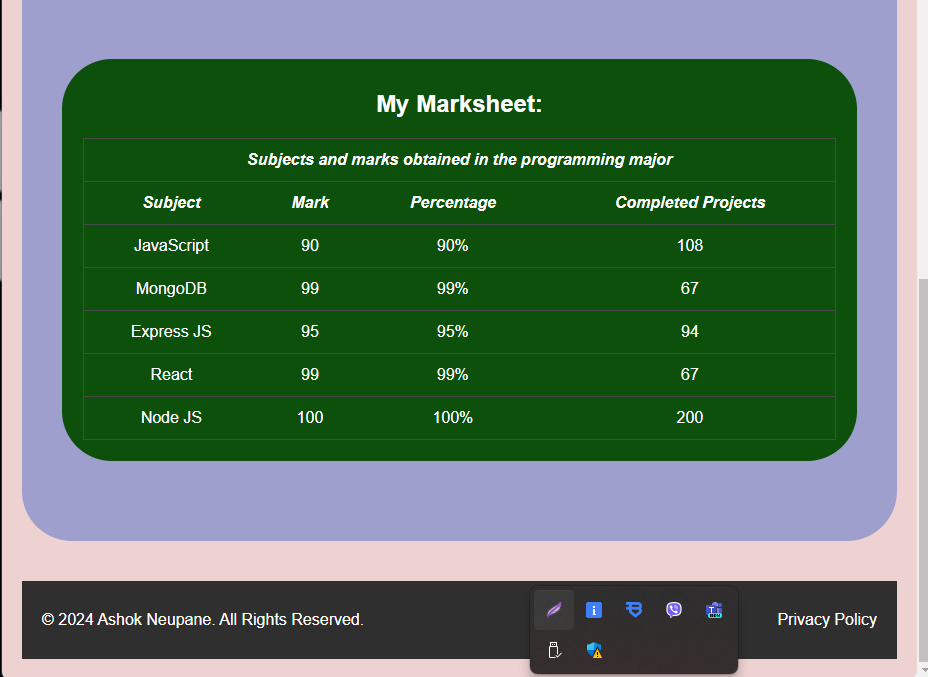 My Marksheet:
Subjects and marks obtained in the programming major
Subject Mark Percentage Completed Projects
JavaScript 90 90% 108
MongoDB 99 99% 67
Express JS 95 95% 94
React 99 99% 67
Node JS 100 100% 200
© 2024 Ashok Neupane. All Rights Reserved. Privacy Policy